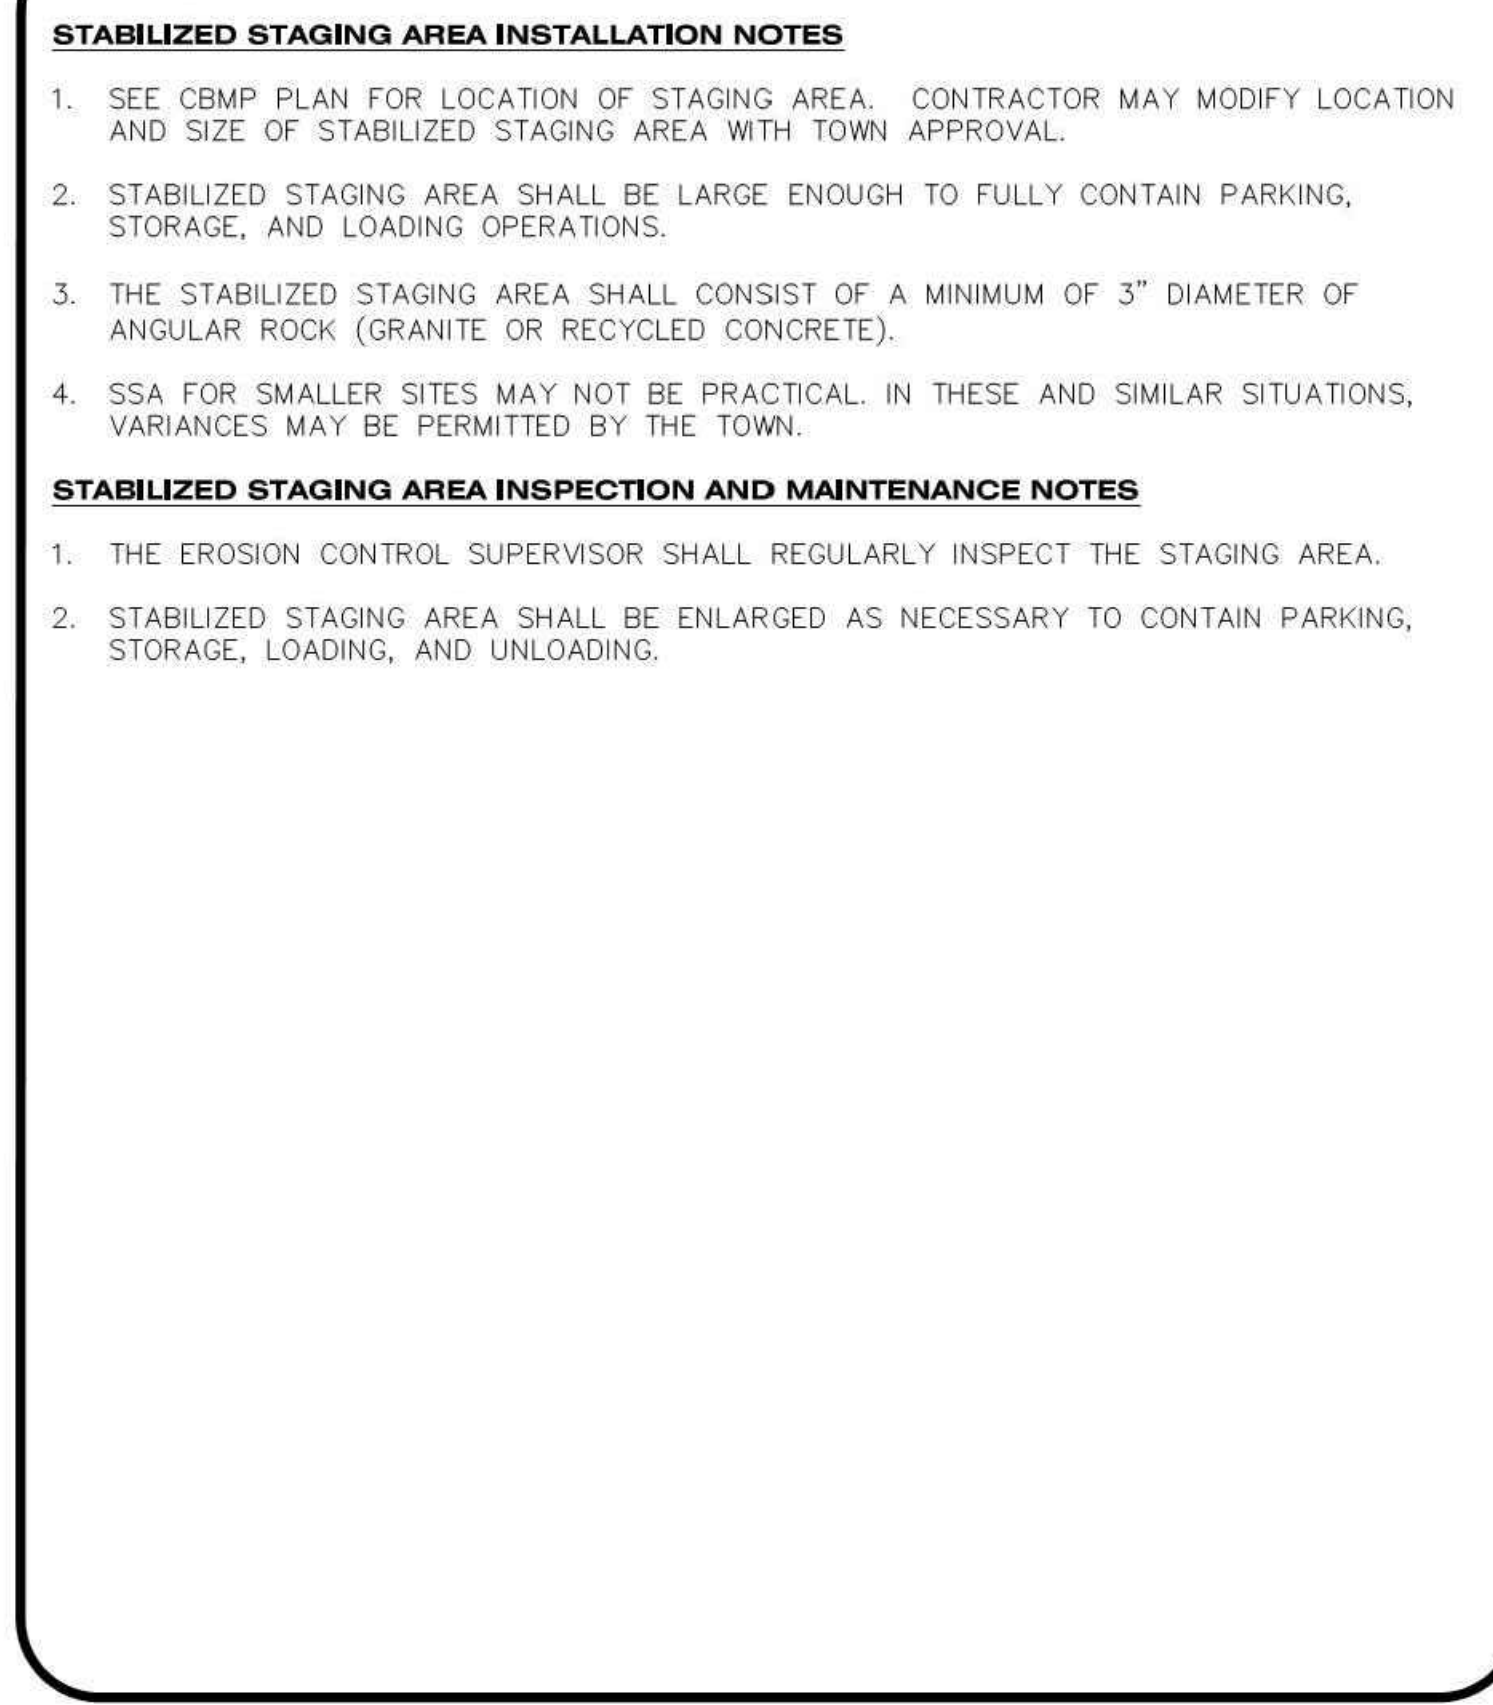 STABILIZED STAGING AREA INSTALLATION NOTES
1. SEE CBMP PLAN FOR LOCATION OF STAGING AREA. CONTRACTOR MAY MODIFY LOCATION
AND SIZE OF STABILIZED STAGING AREA WITH TOWN APPROVAL.
2. STABILIZED STAGING AREA SHALL BE LARGE ENOUGH TO FULLY CONTAIN PARKING,
STORAGE, AND LOADING OPERATIONS.
3. THE STABILIZED STAGING AREA SHALL CONSIST OF A MINIMUM OF 3" DIAMETER OF
ANGULAR ROCK (GRANITE OR RECYCLED CONCRETE).
4. SSA FOR SMALLER SITES MAY NOT BE PRACTICAL. IN THESE AND SIMILAR SITUATIONS,
VARIANCES MAY BE PERMITTED BY THE TOWN.
STABILIZED STAGING AREA INSPECTION AND MAINTENANCE NOTES
1. THE EROSION CONTROL SUPERVISOR SHALL REGULARLY INSPECT THE STAGING AREA.
2. STABILIZED STAGING AREA SHALL BE ENLARGED AS NECESSARY TO CONTAIN PARKING,
STORAGE, LOADING, AND UNLOADING.